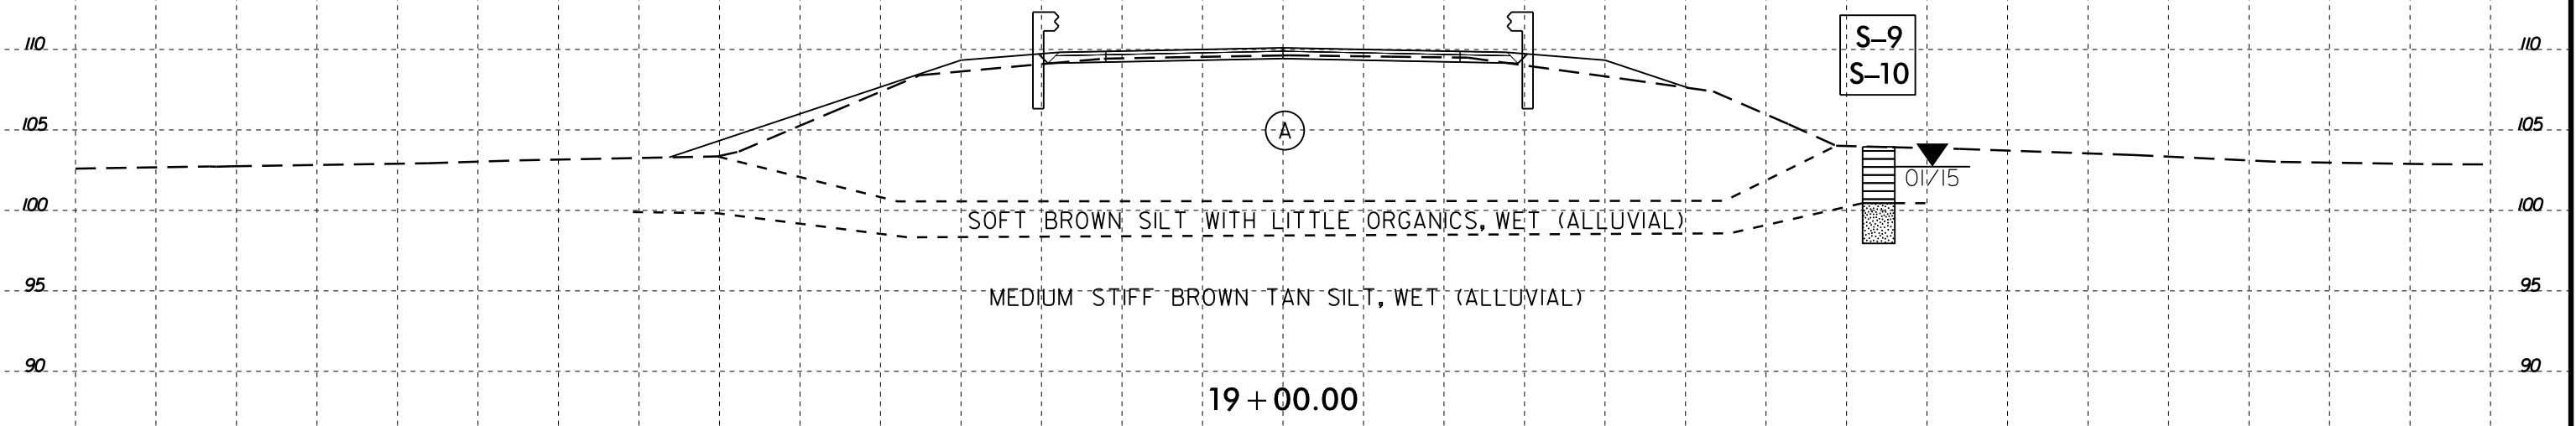 110
S–9
S–10
110
105
A
105
01/15
100
SOFT BROWN SILT WITH LITTLE ORGANICS, WET (ALLUVIAL)
100
95
MEDIUM STIFF BROWN TAN SILT, WET (ALLUVIAL)
95
90
90
19+00.00